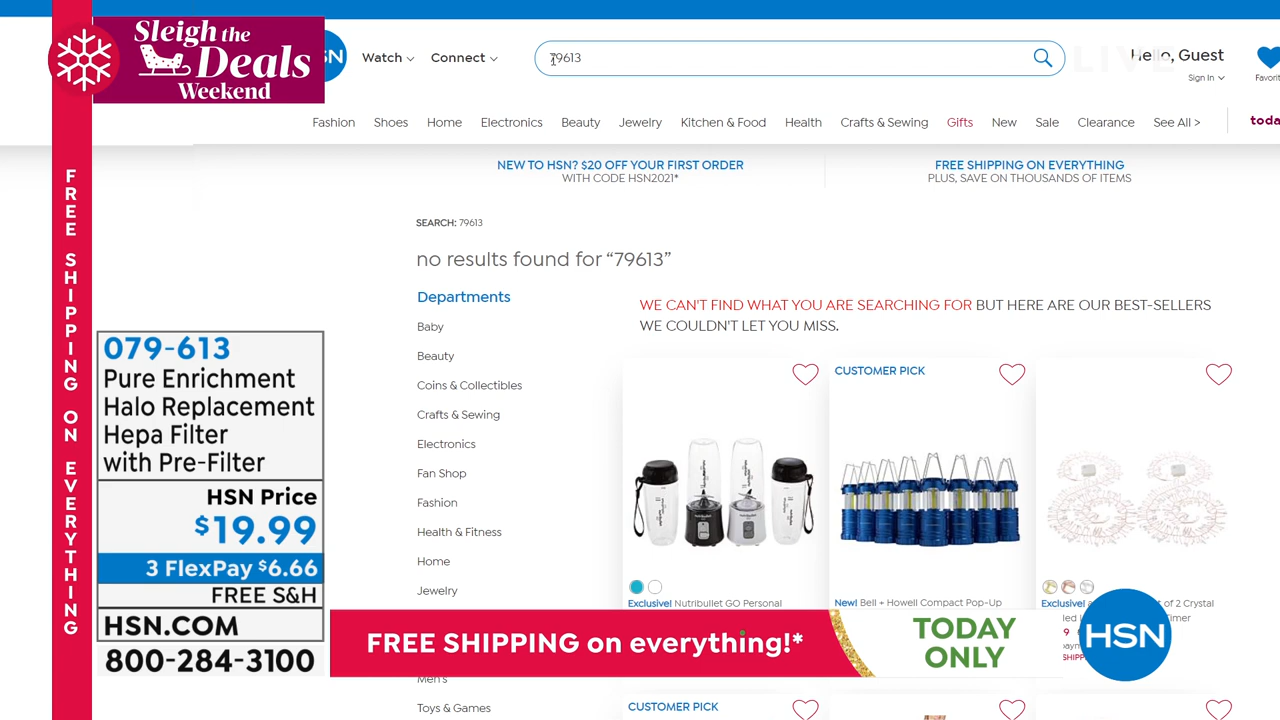 Sleigh the
Deals
Weekend
Watch
Connect
79613
LIVE
Hello, Guest
Sign In
Favorit
Fashion
Shoes
Home
Electronics
Beauty
Jewelry
Kitchen & Food
Health
Crafts & Sewing
Gifts
New
Sale
Clearance
See All >
toda
NEW TO HSN? $20 OFF YOUR FIRST ORDER
WITH CODE HSN2021*
FREE SHIPPING ON EVERYTHING
PLUS, SAVE ON THOUSANDS OF ITEMS
FREE SHIPPING ON EVERYTHING
SEARCH: 79613
no results found for “79613”
Departments
Baby
Beauty
Coins & Collectibles
Crafts & Sewing
Electronics
Fan Shop
Fashion
Health & Fitness
Home
Jewelry
Men's
Toys & Games
WE CAN'T FIND WHAT YOU ARE SEARCHING FOR BUT HERE ARE OUR BEST-SELLERS
WE COULDN'T LET YOU MISS.
CUSTOMER PICK
Exclusive! Nutribullet GO Personal
New! Bell + Howell Compact Pop-Up
Exclusive! of 2 Crystal
CUSTOMER PICK
079-613
Pure Enrichment
Halo Replacement
Hepa Filter
with Pre-Filter
HSN Price
$19.99
3 FlexPay $6.66
FREE S&H
HSN.COM
800-284-3100
FREE SHIPPING on everything!*
TODAY
ONLY
HSN